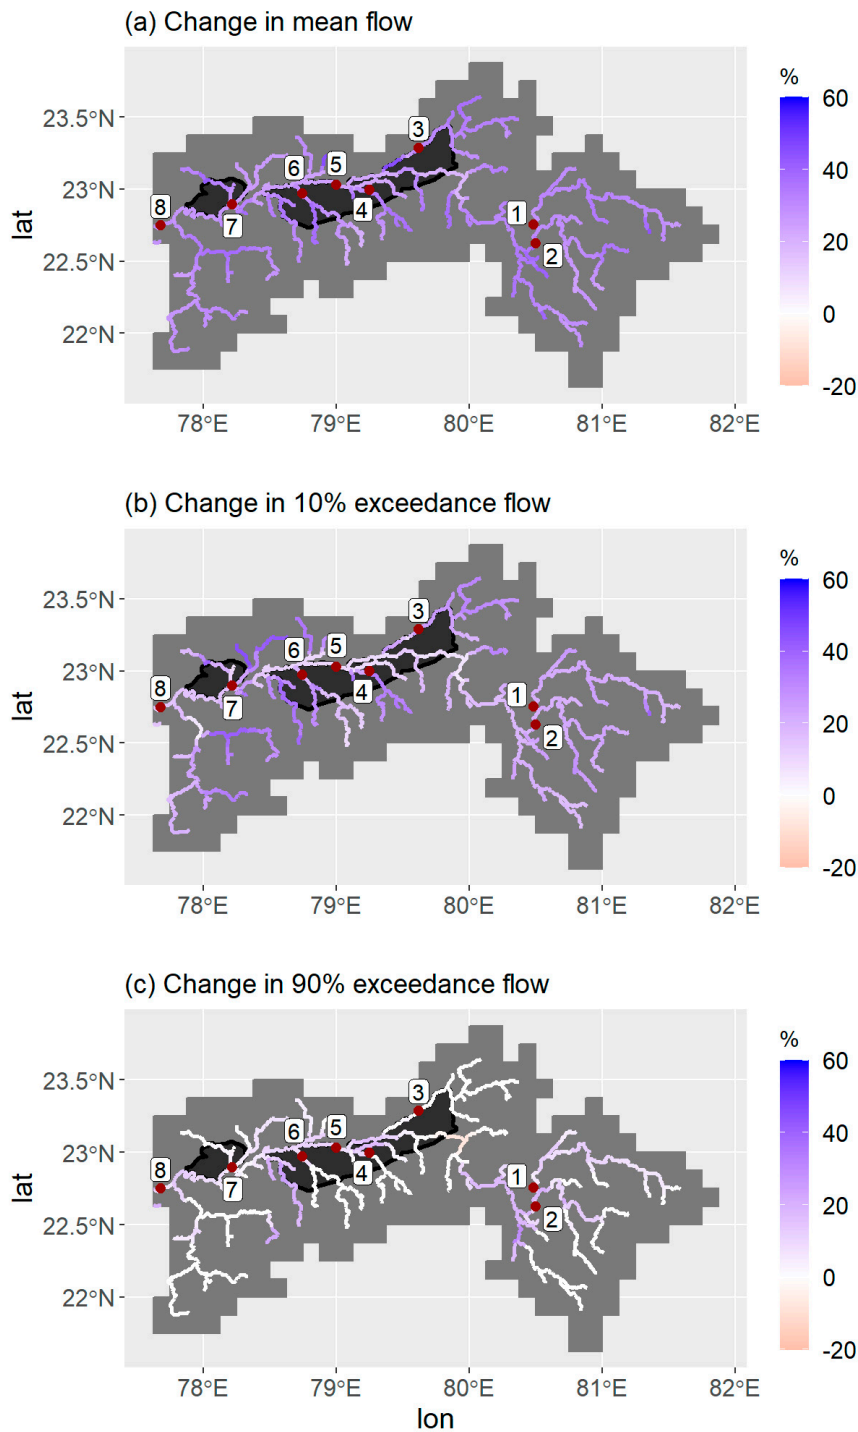 (a) Change in mean flow
%
60
40
20
0
-20
23.5°N
23°N
22.5°N
22°N
lat
3
6
5
8
7
4
1
2
78°E 79°E 80°E 81°E 82°E
(b) Change in 10% exceedance flow
%
60
40
20
0
-20
23.5°N
23°N
22.5°N
22°N
lat
3
6
5
8
7
4
1
2
78°E 79°E 80°E 81°E 82°E
(c) Change in 90% exceedance flow
%
60
40
20
0
-20
23.5°N
23°N
22.5°N
22°N
lat
3
6
5
8
7
4
1
2
78°E 79°E 80°E 81°E 82°E
lon